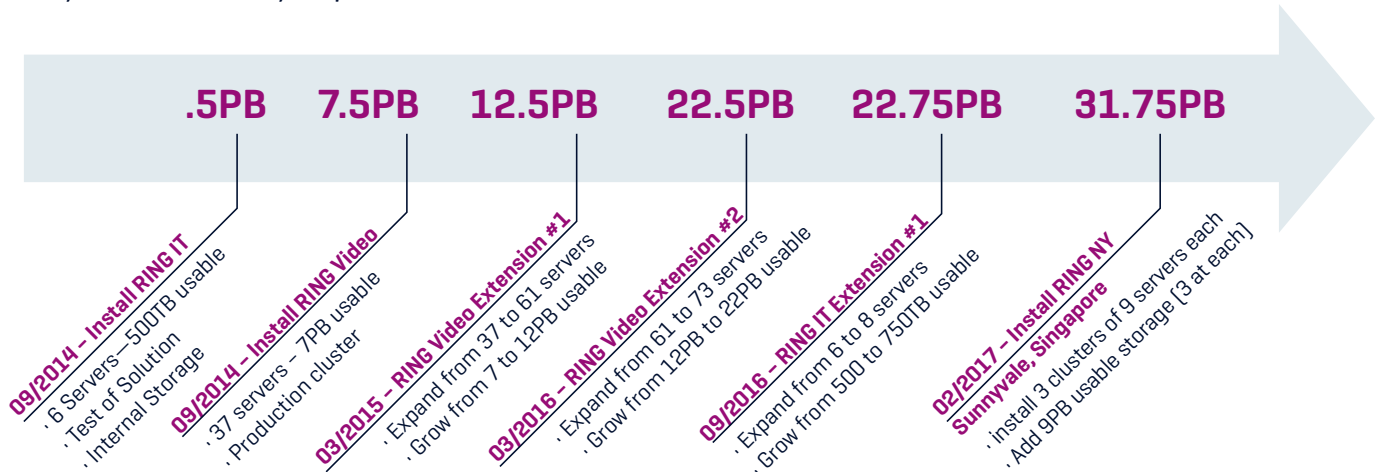 .5PB
7.5PB
12.5PB
22.5PB
22.75PB
31.75PB
09/2014 – Install RING IT
, 6 Servers—500TB usable
, Test of Solution
, Internal Storage
09/2014 – Install RING Video
, 37 servers – 7PB usable
, Production cluster
03/2015 – RING Video Extension #1
, Expand from 37 to 61 servers
, Grow from 7 to 12PB usable
03/2016 – RING Video Extension #2
, Expand from 61 to 73 servers
, Grow from 12PB to 22PB usable
09/2016 – RING IT Extension #1
, Expand from 6 to 8 servers
, Grow from 500 to 750TB usable
02/2017 – Install RING NY
Sunnyvale, Singapore
, install 3 clusters of 9 servers each
, Add 9PB usable storage [3 at each]